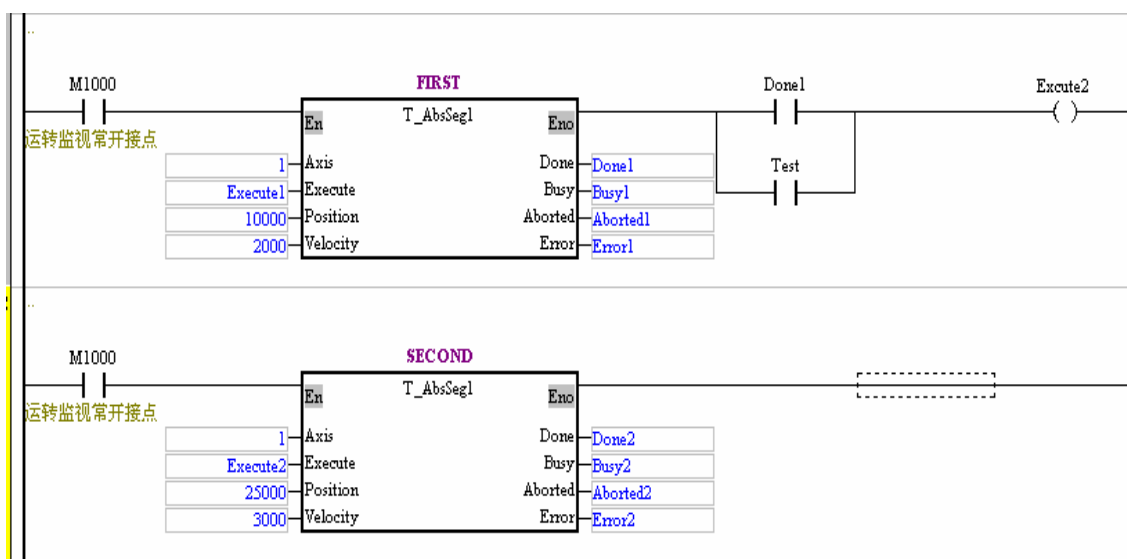 ..
M1000
FIRST
Done1
Excute2
T_AbsSeg1
En
Eno
运转监视常开接点
1
Axis
Done
Done1
Test
Execute1
Execute
Busy
Busy1
10000
Position
Aborted
Aborted1
2000
Velocity
Error
Error1
..
M1000
SECOND
T_AbsSeg1
En
Eno
运转监视常开接点
1
Axis
Done
Done2
Execute2
Execute
Busy
Busy2
25000
Position
Aborted
Aborted2
3000
Velocity
Error
Error2